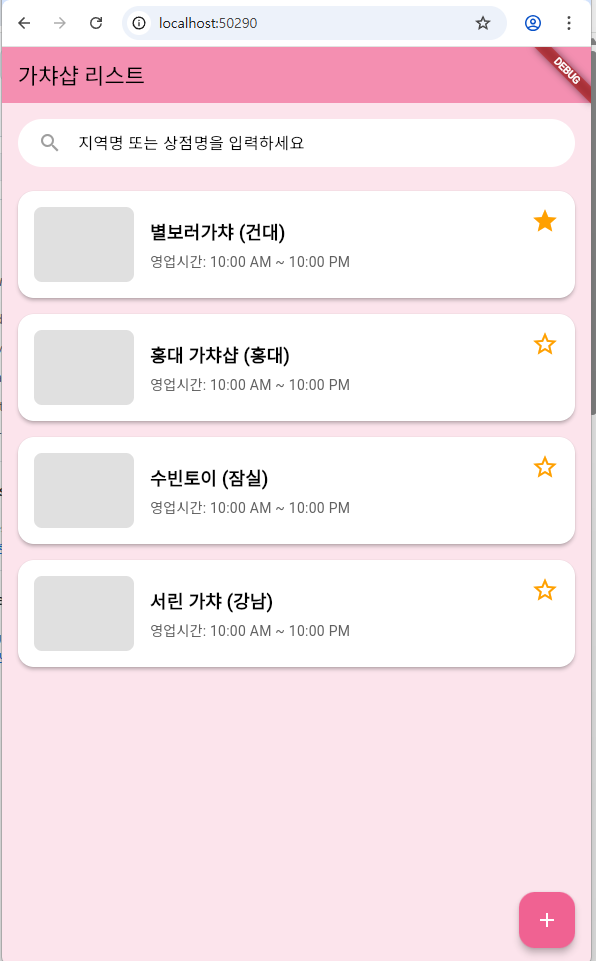 localhost:50290
가챠샵 리스트
DEBUG
지역명 또는 상점명을 입력하세요
별보러가챠 (건대)
영업시간: 10:00 AM ~ 10:00 PM
홍대 가챠샵 (홍대)
영업시간: 10:00 AM ~ 10:00 PM
수빈토이 (잠실)
영업시간: 10:00 AM ~ 10:00 PM
서린 가챠 (강남)
영업시간: 10:00 AM ~ 10:00 PM